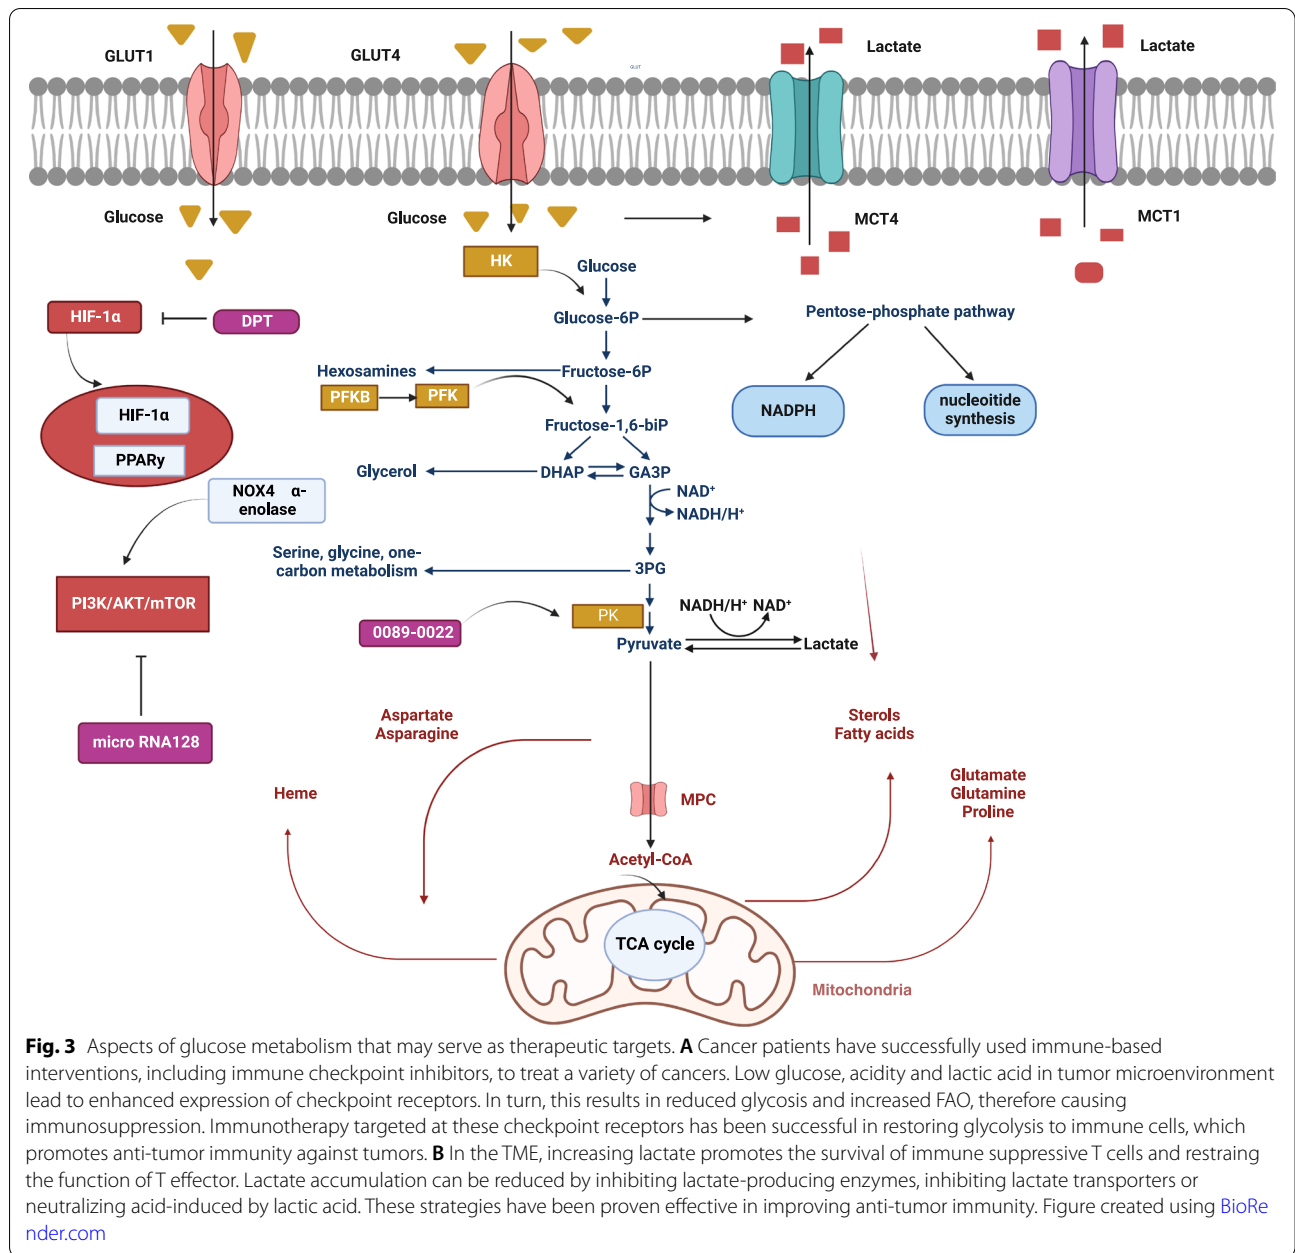 GLUT1
GLUT4
GLUT
Lactate
Lactate
Glucose
Glucose
MCT4
MCT1
HK
Glucose
HIF-1α
DPT
Glucose-6P
Pentose-phosphate pathway
Hexosamines
Fructose-6P
PFKB
PFK
NADPH
nucleoitide
synthesis
HIF-1α
PPARy
Fructose-1,6-biP
Glycerol
DHAP
GA3P
NOX4 α-
enolase
NAD⁺
NADH/H⁺
Serine, glycine, one-
carbon metabolism
3PG
PI3K/AKT/mTOR
0089-0022
PK
NADH/H⁺ NAD⁺
Pyruvate
Lactate
micro RNA128
Aspartate
Asparagine
Sterols
Fatty acids
Heme
MPC
Glutamate
Glutamine
Proline
Acetyl-CoA
TCA cycle
Mitochondria
Fig. 3 Aspects of glucose metabolism that may serve as therapeutic targets. A Cancer patients have successfully used immune-based
interventions, including immune checkpoint inhibitors, to treat a variety of cancers. Low glucose, acidity and lactic acid in tumor microenvironment
lead to enhanced expression of checkpoint receptors. In turn, this results in reduced glycosis and increased FAO, therefore causing
immunosuppression. Immunotherapy targeted at these checkpoint receptors has been successful in restoring glycolysis to immune cells, which
promotes anti-tumor immunity against tumors. B In the TME, increasing lactate promotes the survival of immune suppressive T cells and restraing
the function of T effector. Lactate accumulation can be reduced by inhibiting lactate-producing enzymes, inhibiting lactate transporters or
neutralizing acid-induced by lactic acid. These strategies have been proven effective in improving anti-tumor immunity. Figure created using BioRe
nder.com